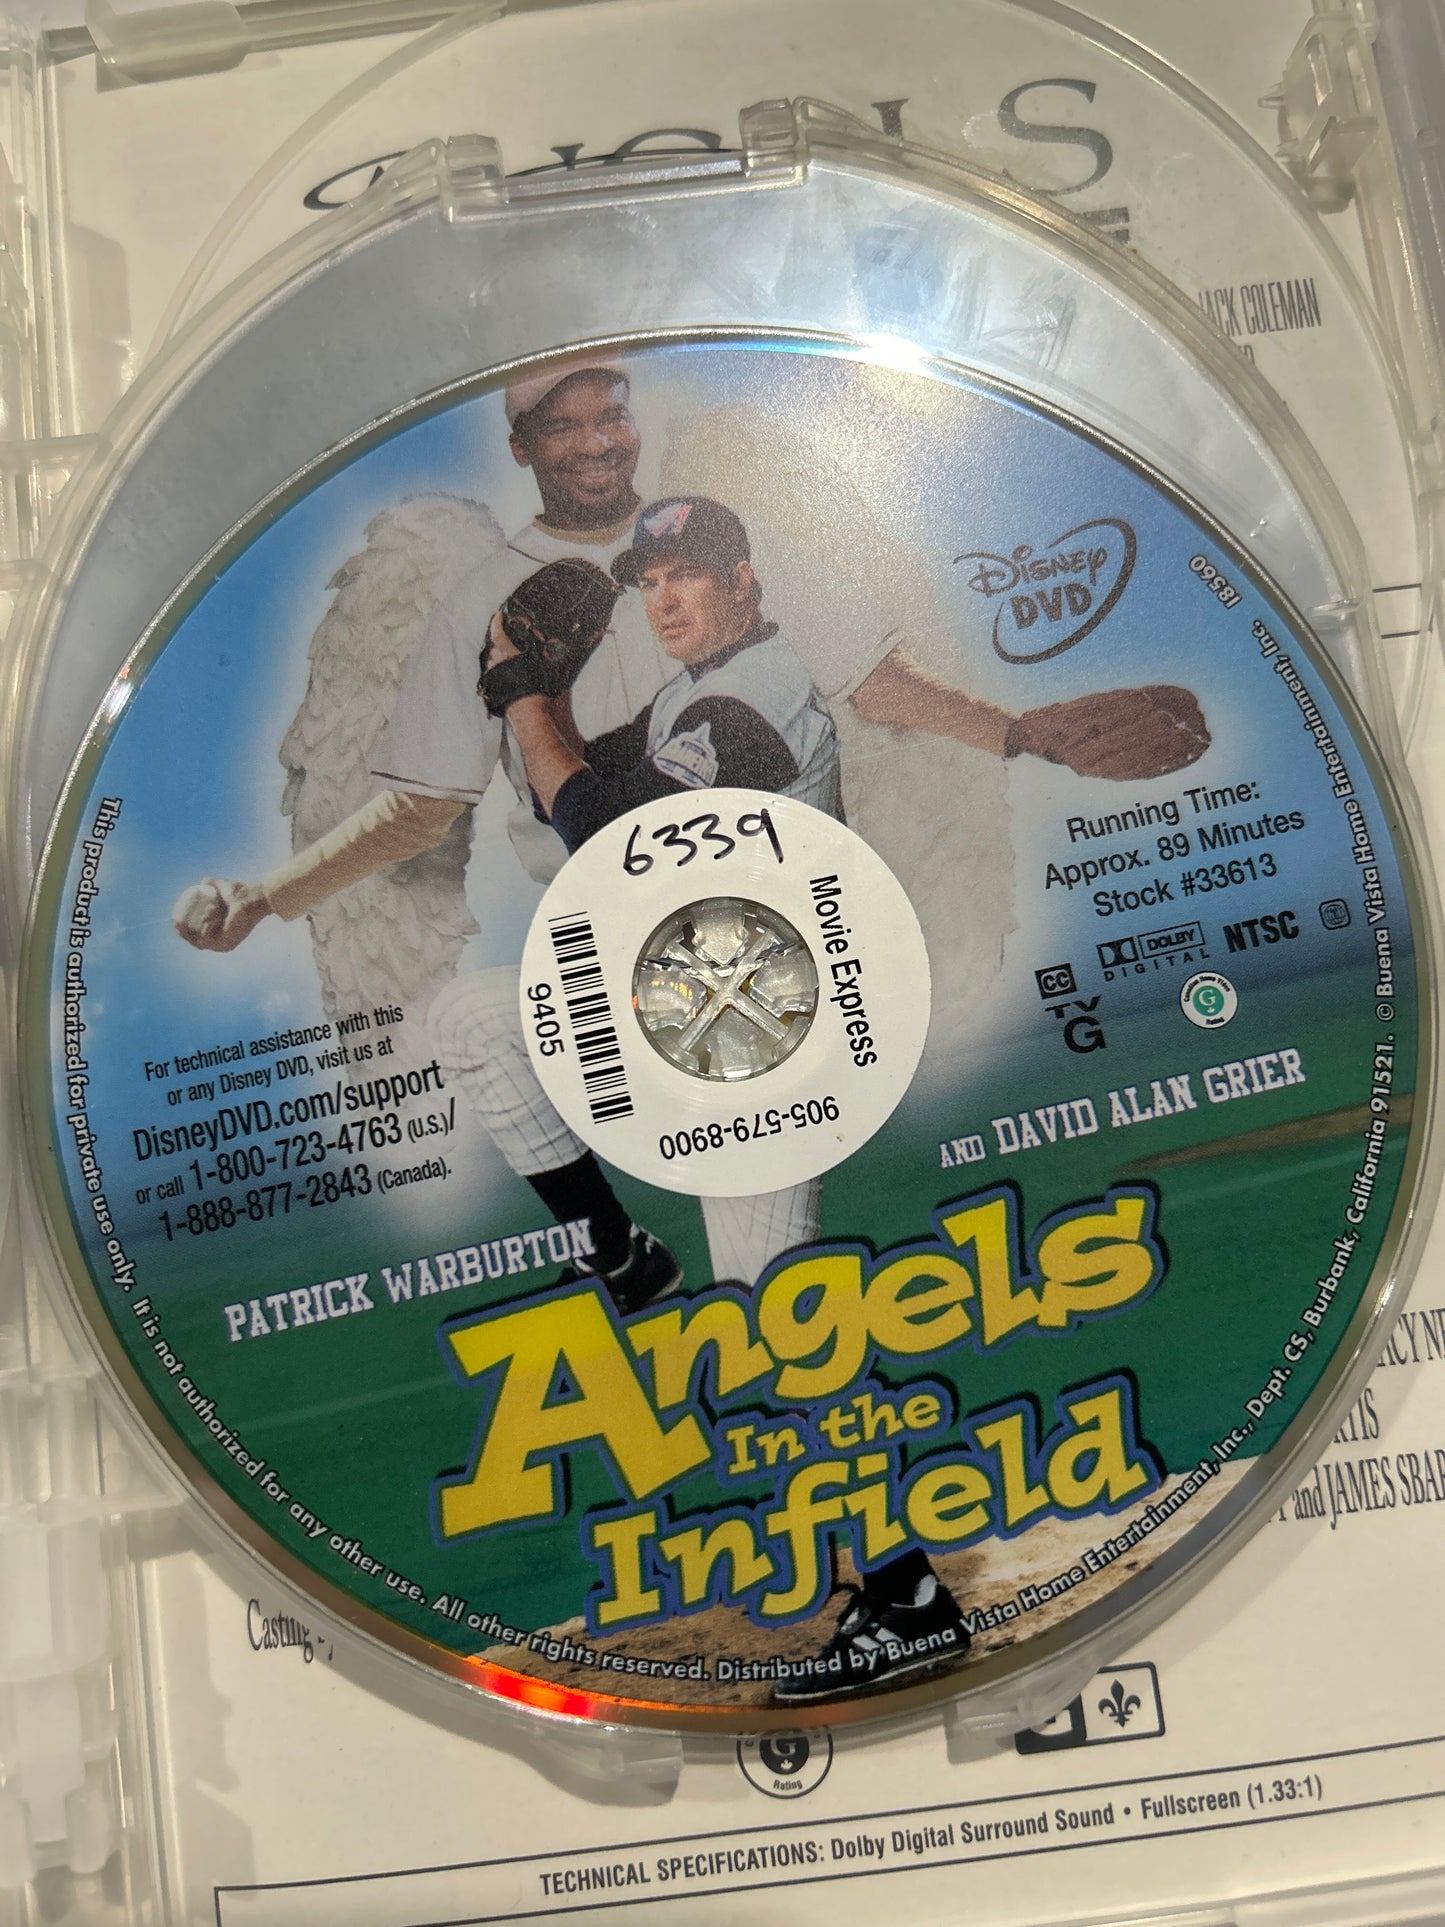 JACK COLEMAN
DISNEY
DVD
18560
Running Time:
Approx. 89 Minutes
Stock #33613
DOLBY
DIGITAL
NTSC
CC
TV
G
Canadian Home Video
G
Rating
6339
Movie Express
9405
905-579-8900
For technical assistance with this
or any Disney DVD, visit us at
DisneyDVD.com/support
or call 1-800-723-4763 (U.S.)/
1-888-877-2843 (Canada).
PATRICK WARBURTON
AND DAVID ALAN GRIER
Angels
In the
Infield
This product is authorized for private use only. It is not authorized for any other use. All other rights reserved. Distributed by Buena Vista Home Entertainment, Inc., Dept. CS, Burbank, California 91521. © Buena Vista Home Entertainment, Inc.
and JAMES SBAR
Casting
G
Rating
TECHNICAL SPECIFICATIONS: Dolby Digital Surround Sound • Fullscreen (1.33:1)